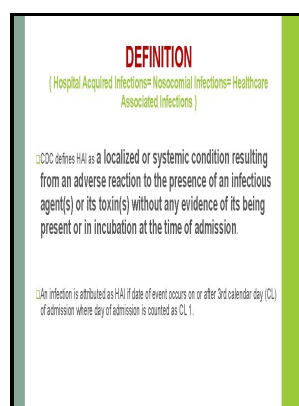 DEFINITION
( Hospital Acquired Infections= Nosocomial Infections= Healthcare
Associated Infections )
CDC defines HAI as a localized or systemic condition resulting
from an adverse reaction to the presence of an infectious
agent(s) or its toxin(s) without any evidence of its being
present or in incubation at the time of admission.
An infection is attributed as HAI if date of event occurs on or after 3rd calendar day (CL)
of admission where day of admission is counted as CL 1.